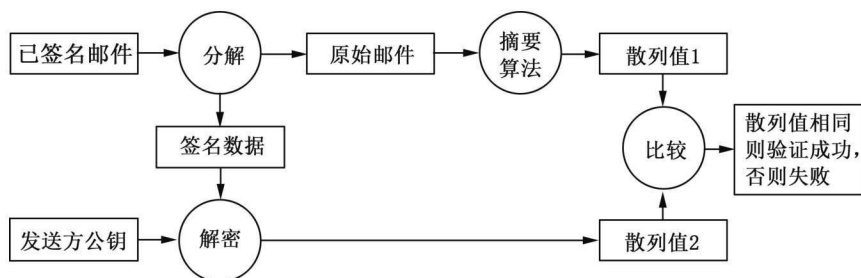 已签名邮件
分解
原始邮件
摘要
算法
散列值1
签名数据
比较
散列值相同
则验证成功，
否则失败
发送方公钥
解密
散列值2